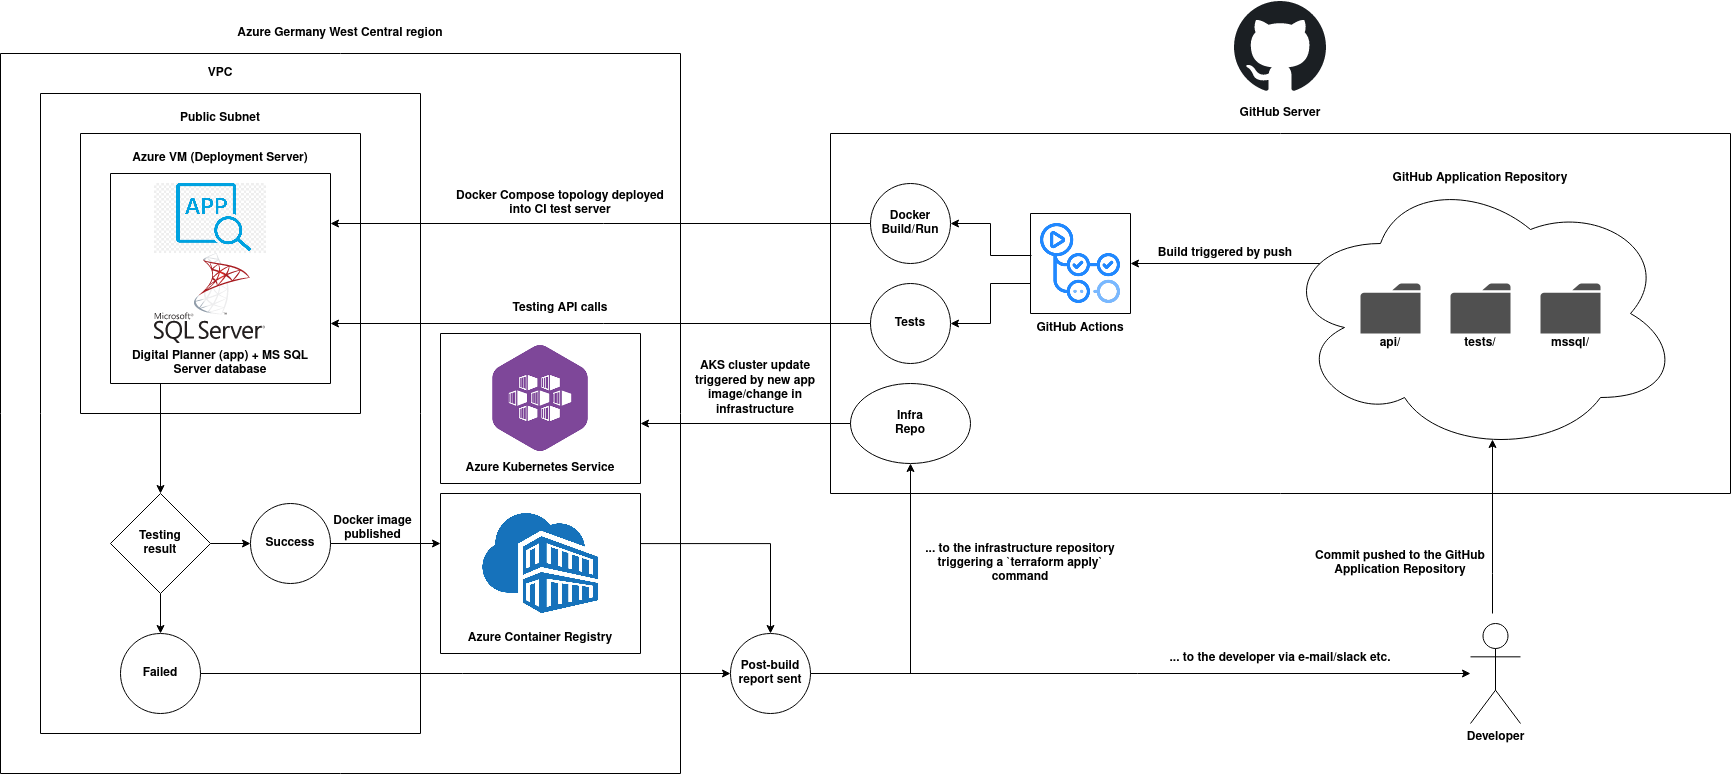 Azure Germany West Central region
VPC
Public Subnet
Azure VM (Deployment Server)
APP
Microsoft®
SQL Server®
Digital Planner (app) + MS SQL
Server database
Testing
result
Success
Failed
Docker image
published
Docker Compose topology deployed
into CI test server
Testing API calls
Azure Kubernetes Service
Azure Container Registry
AKS cluster update
triggered by new app
image/change in
infrastructure
Post-build
report sent
GitHub Server
Docker
Build/Run
Tests
Infra
Repo
GitHub Actions
Build triggered by push
GitHub Application Repository
api/
tests/
mssql/
... to the infrastructure repository
triggering a `terraform apply`
command
Commit pushed to the GitHub
Application Repository
... to the developer via e-mail/slack etc.
Developer